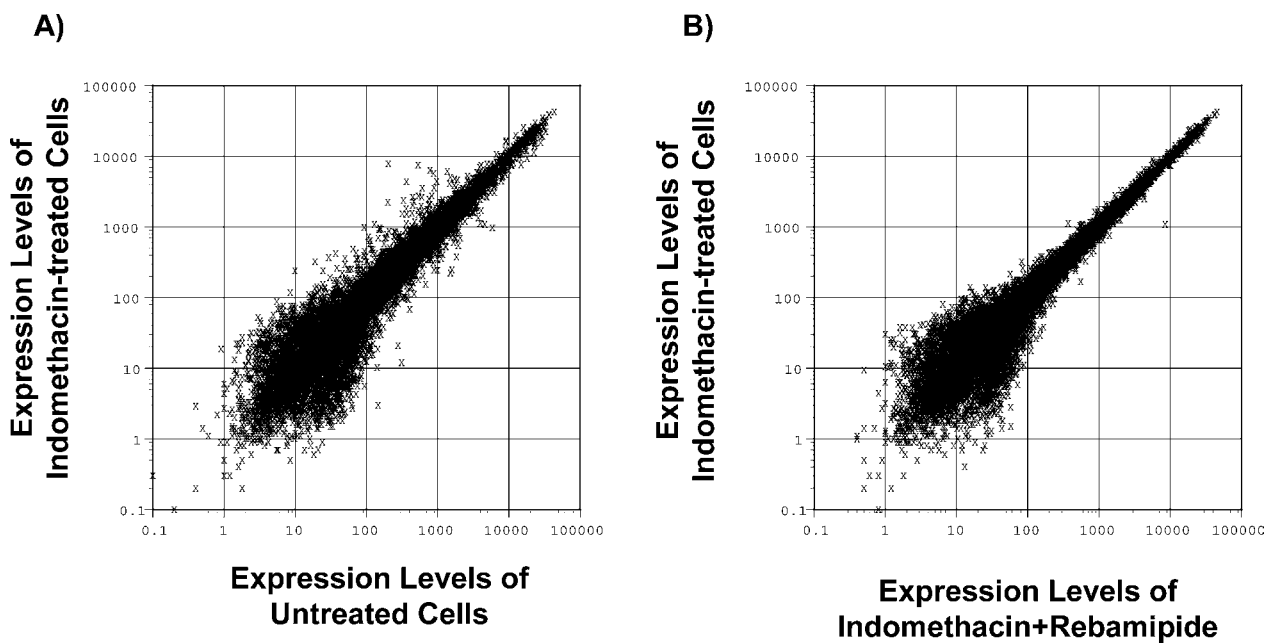 A)
B)
Expression Levels of
Indomethacin-treated Cells
100000
10000
1000
100
10
1
0.1
0.1 1 10 100 1000 10000 100000
Expression Levels of
Untreated Cells
Expression Levels of
Indomethacin-treated Cells
100000
10000
1000
100
10
1
0.1
0.1 1 10 100 1000 10000 100000
Expression Levels of
Indomethacin+Rebamipide